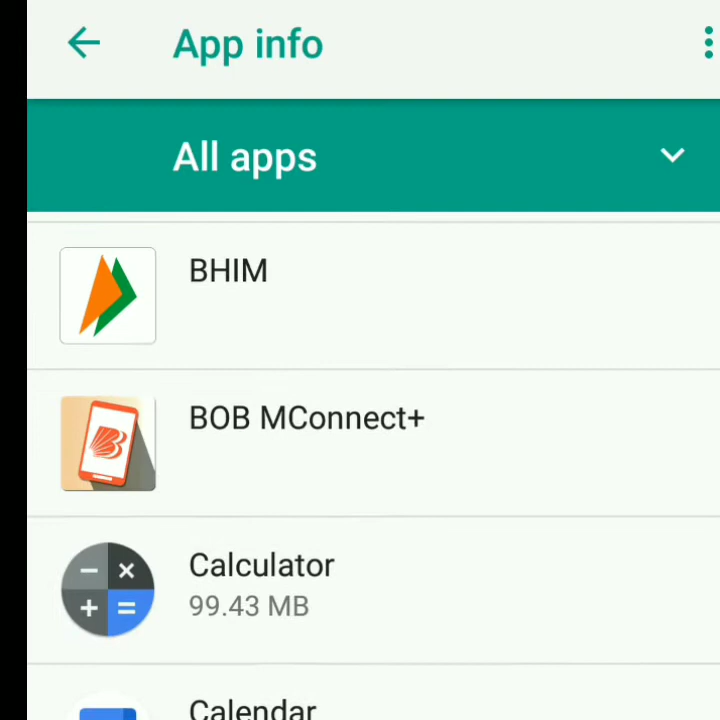 App info
All apps
BHIM
BOB MConnect+
Calculator
99.43 MB
Calendar